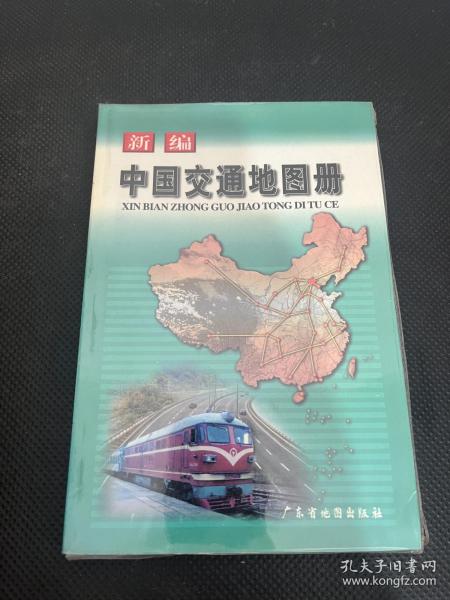 新编
中国交通地图册
XIN BIAN ZHONG GUO JIAO TONG DI TU CE
广东省地图出版社
孔夫子旧书网
www.kongfz.com